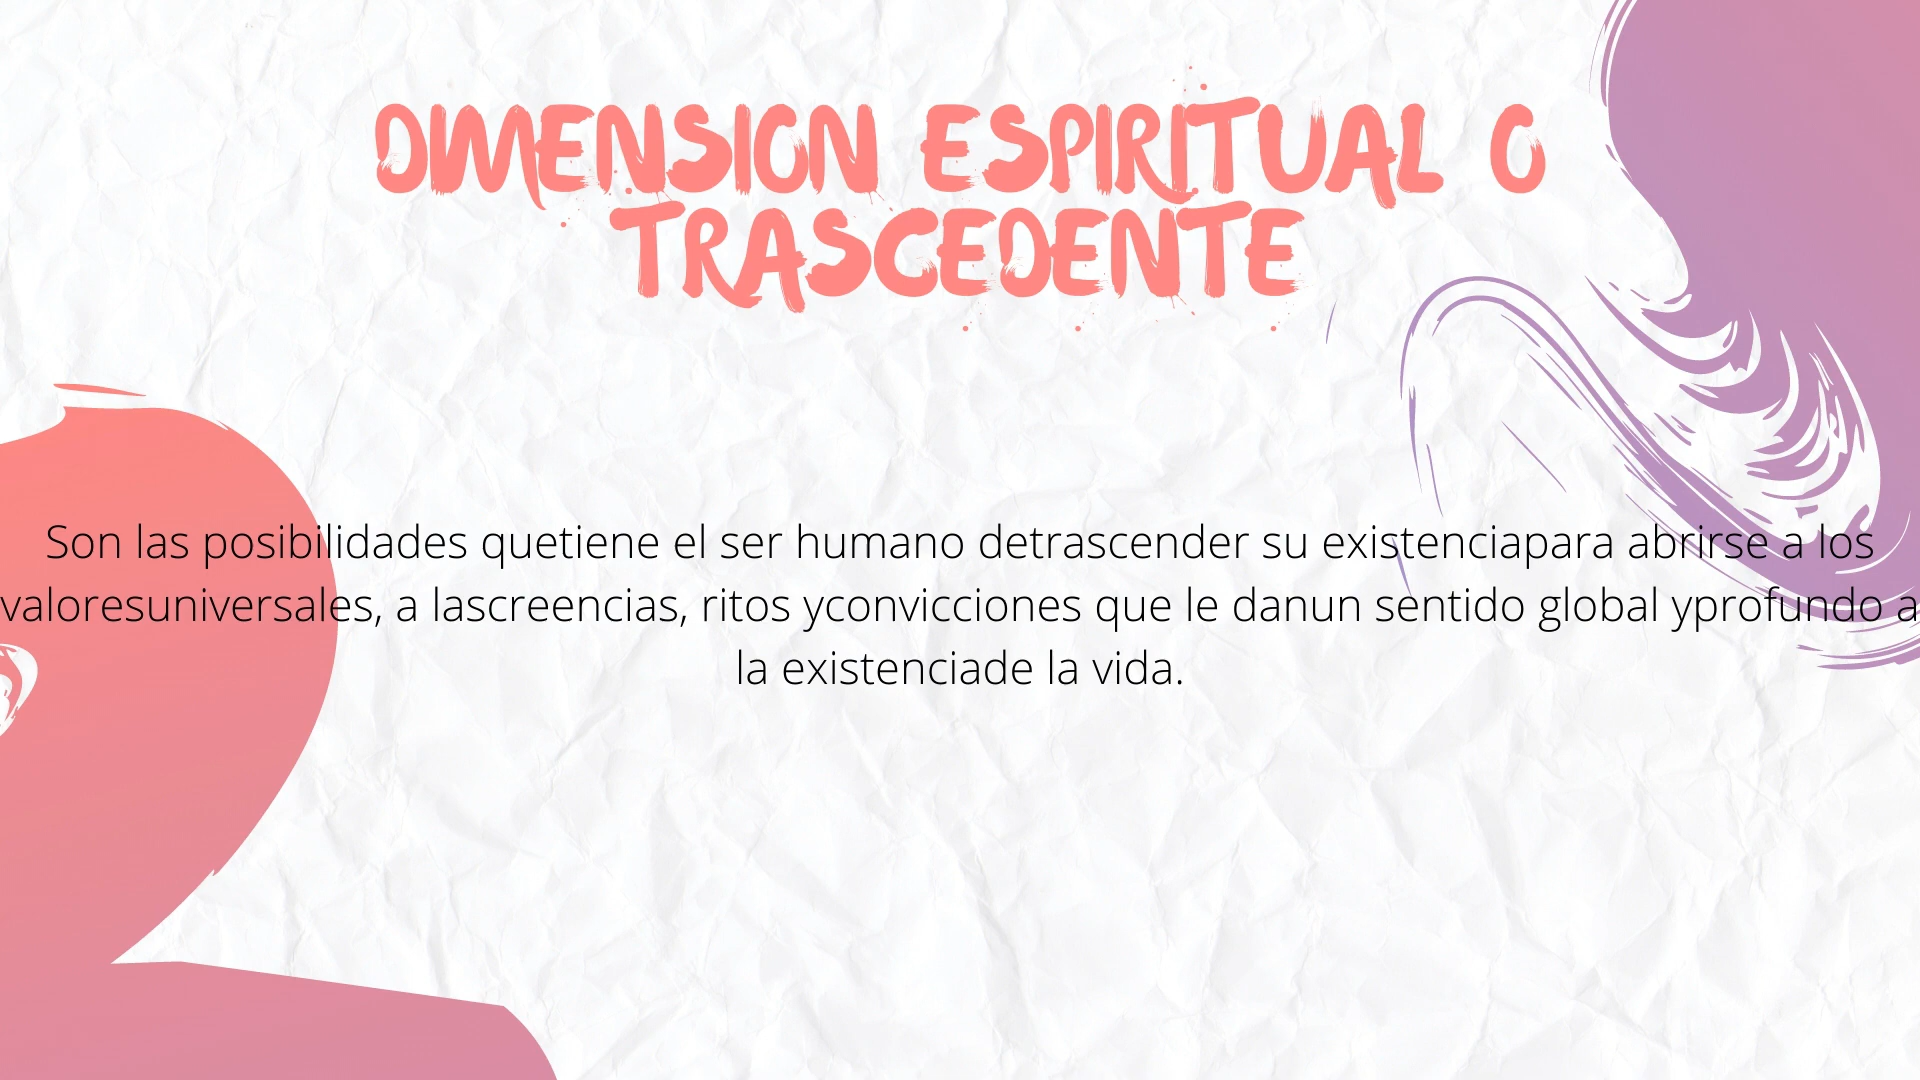 DIMENSION ESPIRITUAL O
TRASCEDENTE
Son las posibilidades quetiene el ser humano detrascender su existenciapara abrirse a los
valoresuniversales, a lascreencias, ritos yconvicciones que le danun sentido global yprofundo a
la existenciade la vida.